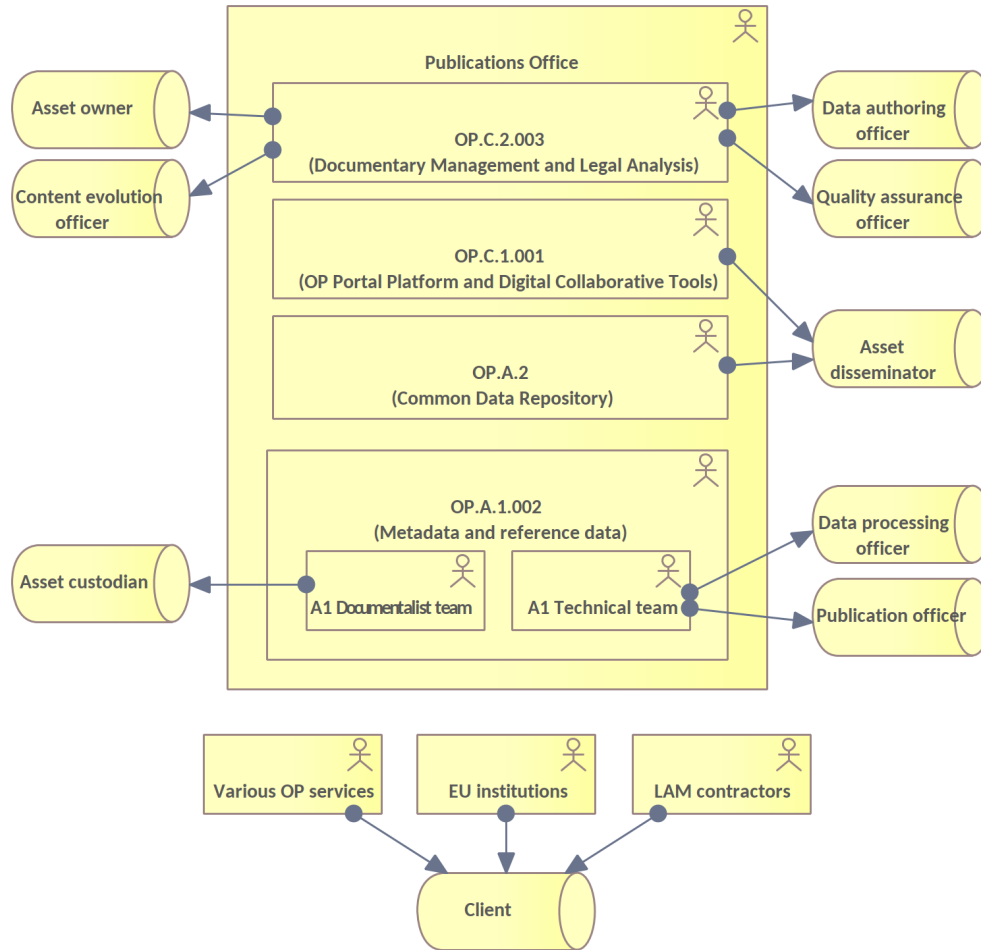 Publications Office
Asset owner
OP.C.2.003
(Documentary Management and Legal Analysis)
Data authoring
officer
Content evolution
officer
Quality assurance
officer
OP.C.1.001
(OP Portal Platform and Digital Collaborative Tools)
OP.A.2
(Common Data Repository)
Asset
disseminator
OP.A.1.002
(Metadata and reference data)
Data processing
officer
Asset custodian
A1 Documentalist team
A1 Technical team
Publication officer
Various OP services
EU institutions
LAM contractors
Client